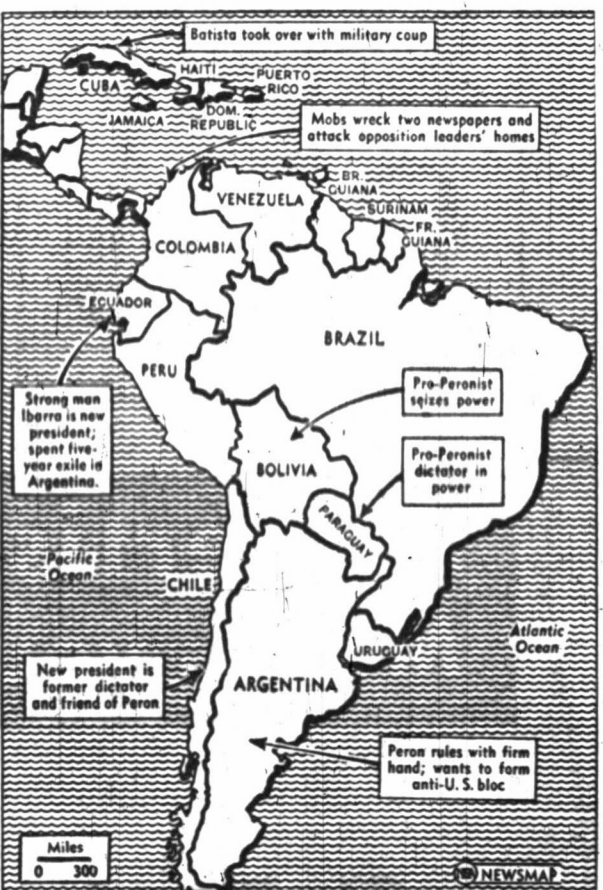 Batista took over with military coup
CUBA
HAITI
PUERTO
RICO
JAMAICA
DOM.
REPUBLIC
Mobs wreck two newspapers and
attack opposition leaders' homes
VENEZUELA
BR.
GUIANA
SURINAM
FR.
GUIANA
COLOMBIA
ECUADOR
BRAZIL
PERU
Strong man
Ibarra is new
president;
spent five-
year exile in
Argentina.
Pro-Peronist
seizes power
BOLIVIA
Pro-Peronist
dictator in
power
PARAGUAY
Pacific
Ocean
CHILE
Atlantic
Ocean
URUGUAY
New president is
former dictator
and friend of Peron
ARGENTINA
Peron rules with firm
hand; wants to form
anti-U. S. bloc
Miles
0 300
NEWSMAP